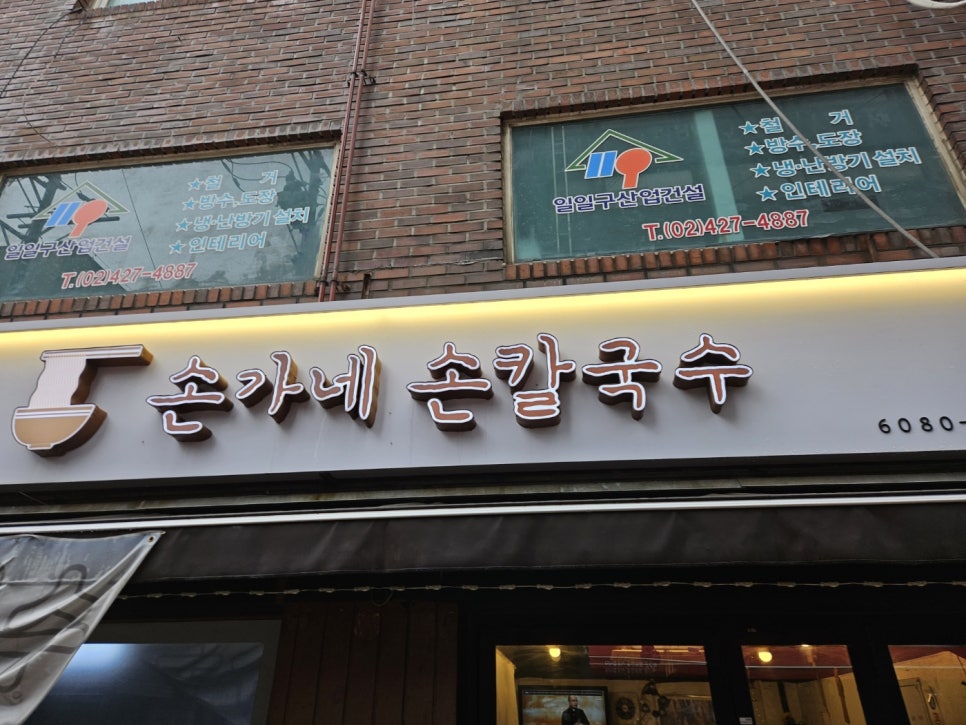 ★철 거
★방수, 도장
★냉·난방기 설치
★인테리어
일일구산업건설
T.(02)427-4887
★철 거
★방수, 도장
★냉·난방기 설치
★인테리어
일일구산업건설
T.(02)427-4887
손가네 손칼국수
6080-